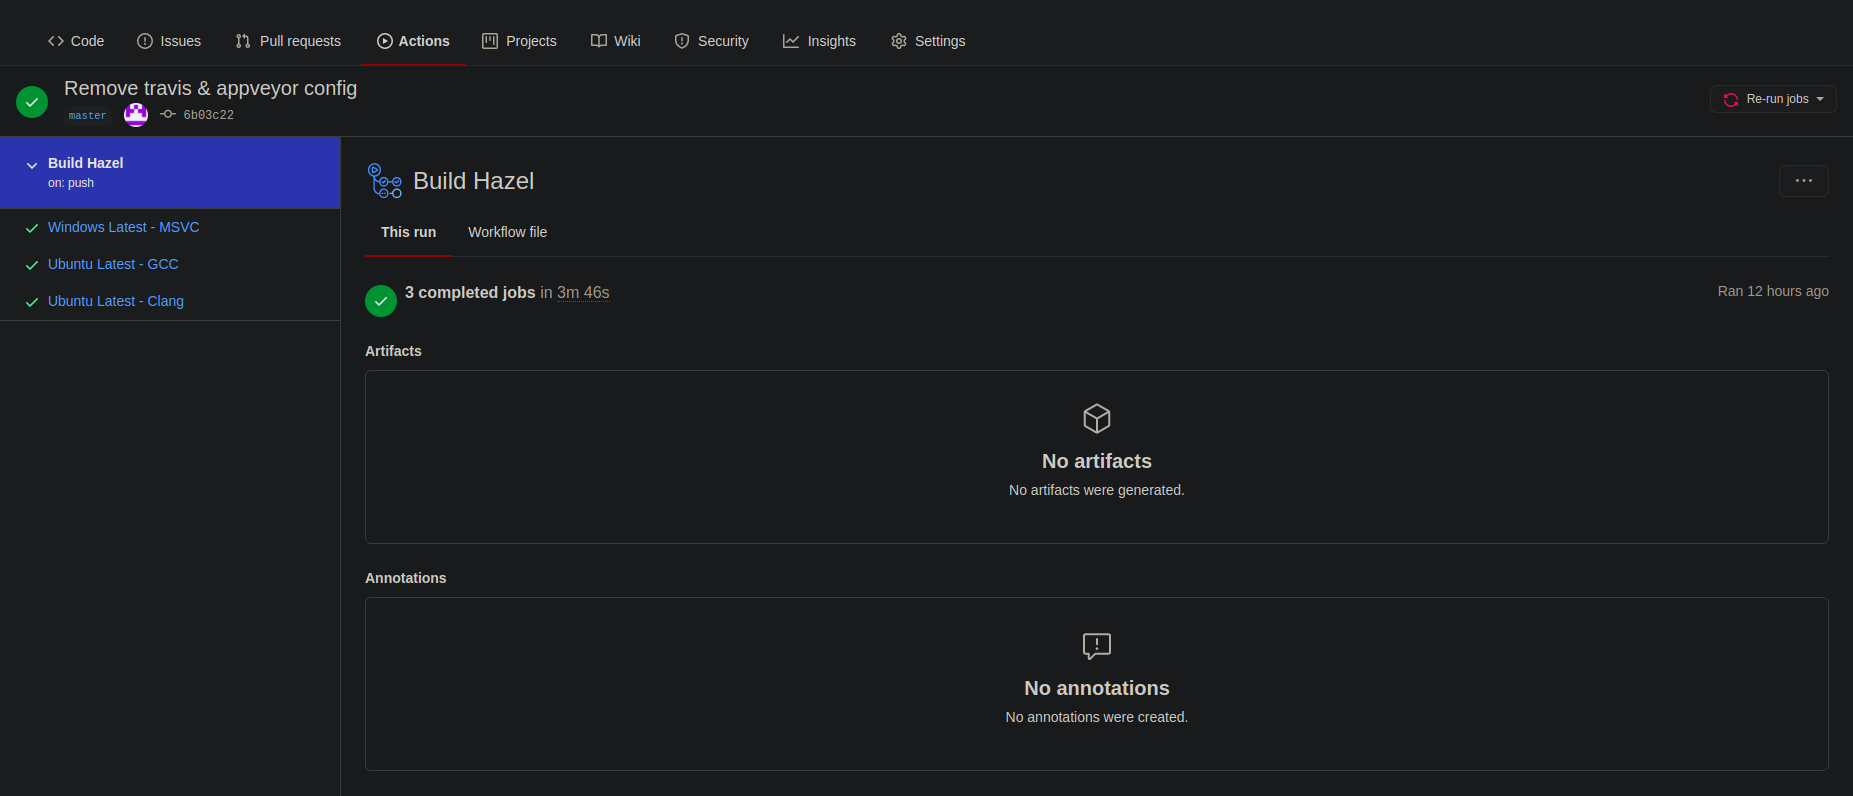 Code Issues Pull requests Actions Projects Wiki Security Insights Settings
Remove travis & appveyor config
master 6b03c22
Re-run jobs
Build Hazel
on: push
Windows Latest - MSVC
Ubuntu Latest - GCC
Ubuntu Latest - Clang
Build Hazel
This run Workflow file
3 completed jobs in 3m 46s
Ran 12 hours ago
Artifacts
No artifacts
No artifacts were generated.
Annotations
No annotations
No annotations were created.